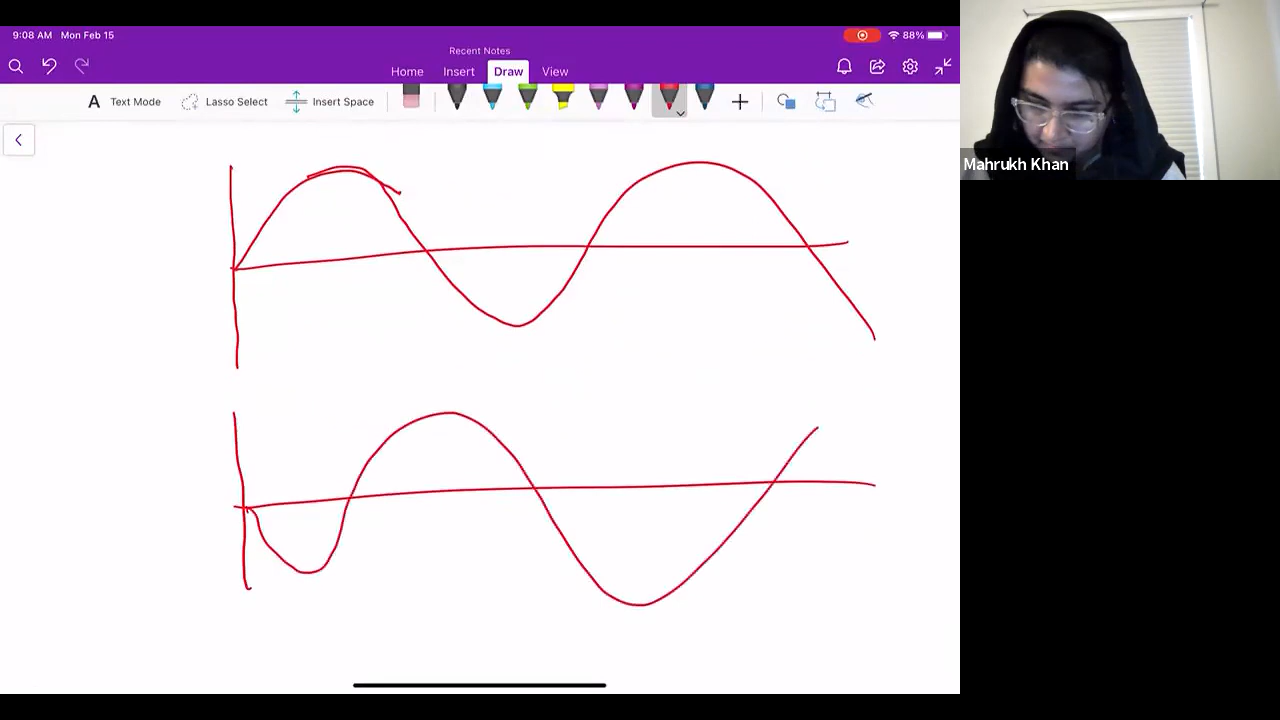 9:08 AM Mon Feb 15
88%
Recent Notes
Home Insert Draw View
A Text Mode Lasso Select Insert Space
Mahrukh Khan